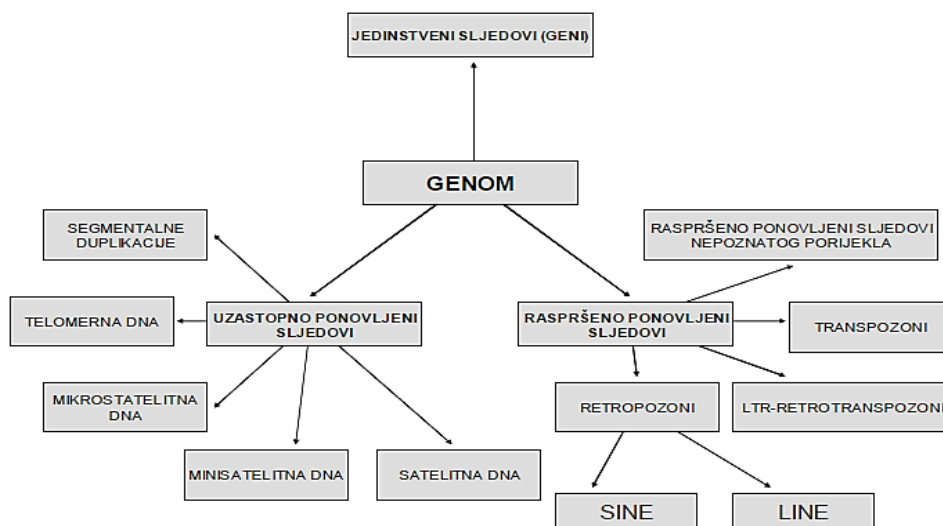 JEDINSTVENI SLJEDOVI (GENI)
GENOM
SEGMENTALNE
DUPLIKACIJE
RASPRŠENO PONOVLJENI SLJEDOVI
NEPOZNATOG PORIJEKLA
TELOMERNA DNA
UZASTOPNO PONOVLJENI
SLJEDOVI
RASPRŠENO PONOVLJENI
SLJEDOVI
TRANSPOZONI
MIKROSTATELITNA
DNA
RETROPOZONI
LTR-RETROTRANSPOZONI
MINISATELITNA DNA
SATELITNA DNA
SINE
LINE